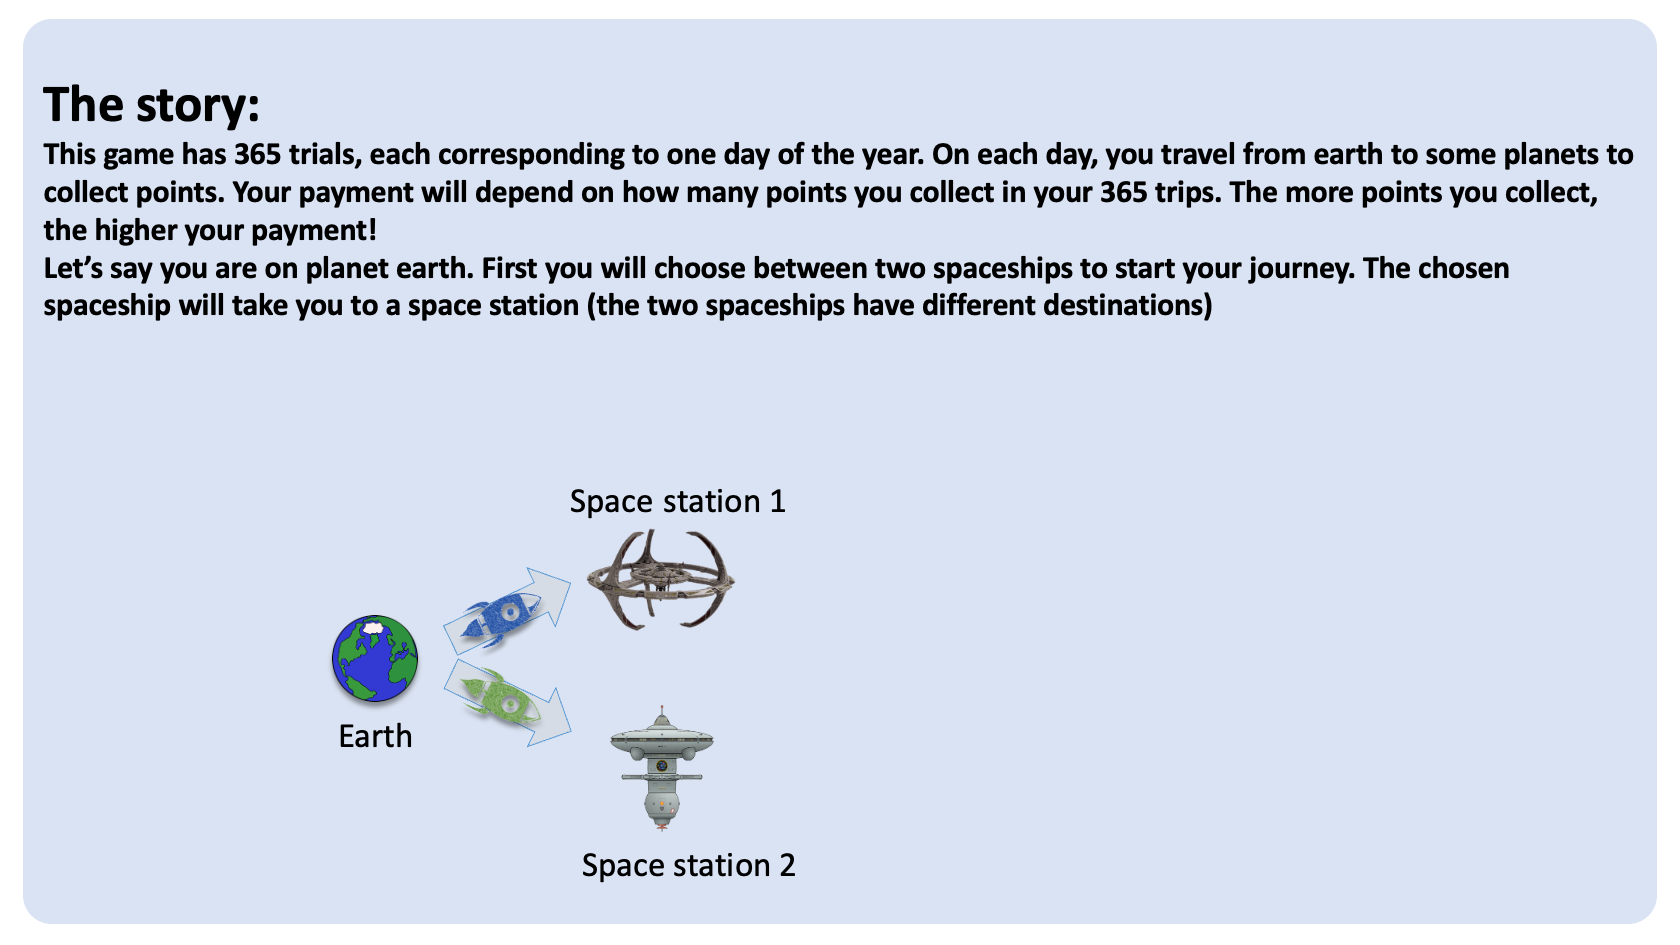 The story:
This game has 365 trials, each corresponding to one day of the year. On each day, you travel from earth to some planets to
collect points. Your payment will depend on how many points you collect in your 365 trips. The more points you collect,
the higher your payment!
Let’s say you are on planet earth. First you will choose between two spaceships to start your journey. The chosen
spaceship will take you to a space station (the two spaceships have different destinations)
Space station 1
Earth
Space station 2